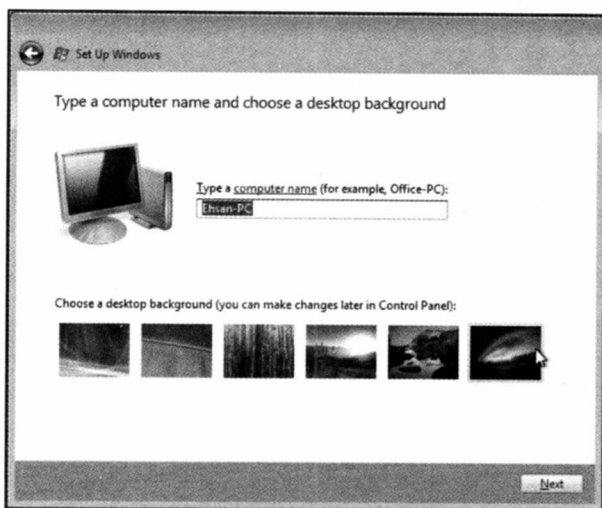 Set Up Windows
Type a computer name and choose a desktop background
Type a computer name (for example, Office-PC):
Ehsan-PC
Choose a desktop background (you can make changes later in Control Panel):
Next